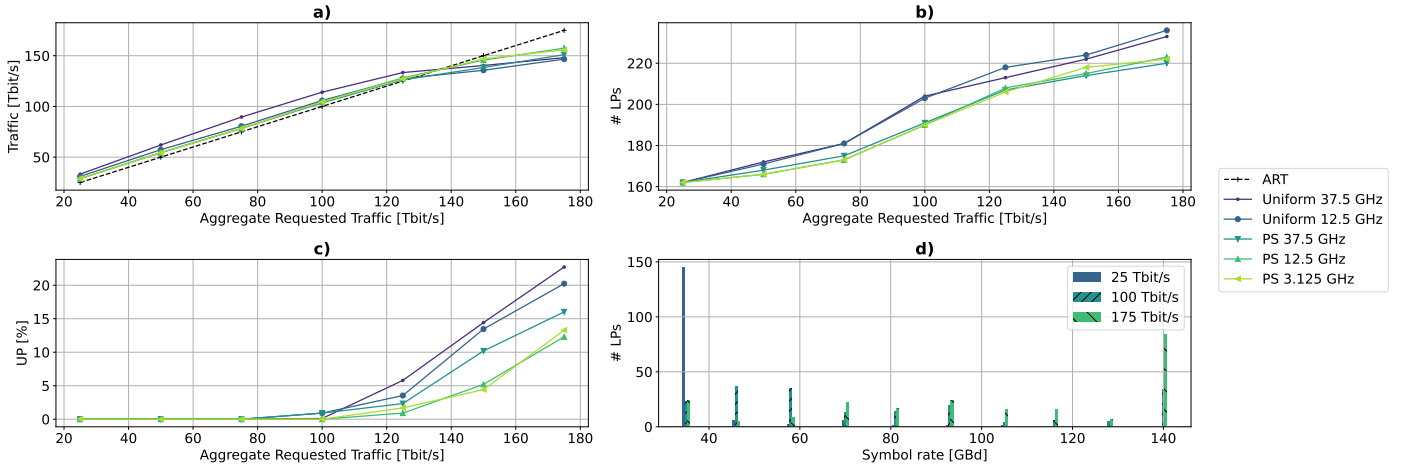 a)
Traffic [Tbit/s]
150
100
50
20 40 60 80 100 120 140 160 180
Aggregate Requested Traffic [Tbit/s]
b)
# LPs
220
200
180
160
20 40 60 80 100 120 140 160 180
Aggregate Requested Traffic [Tbit/s]
ART
Uniform 37.5 GHz
Uniform 12.5 GHz
PS 37.5 GHz
PS 12.5 GHz
PS 3.125 GHz
c)
UP [%]
20
15
10
5
0
20 40 60 80 100 120 140 160 180
Aggregate Requested Traffic [Tbit/s]
d)
# LPs
150
100
50
0
25 Tbit/s
100 Tbit/s
175 Tbit/s
40 60 80 100 120 140
Symbol rate [GBd]